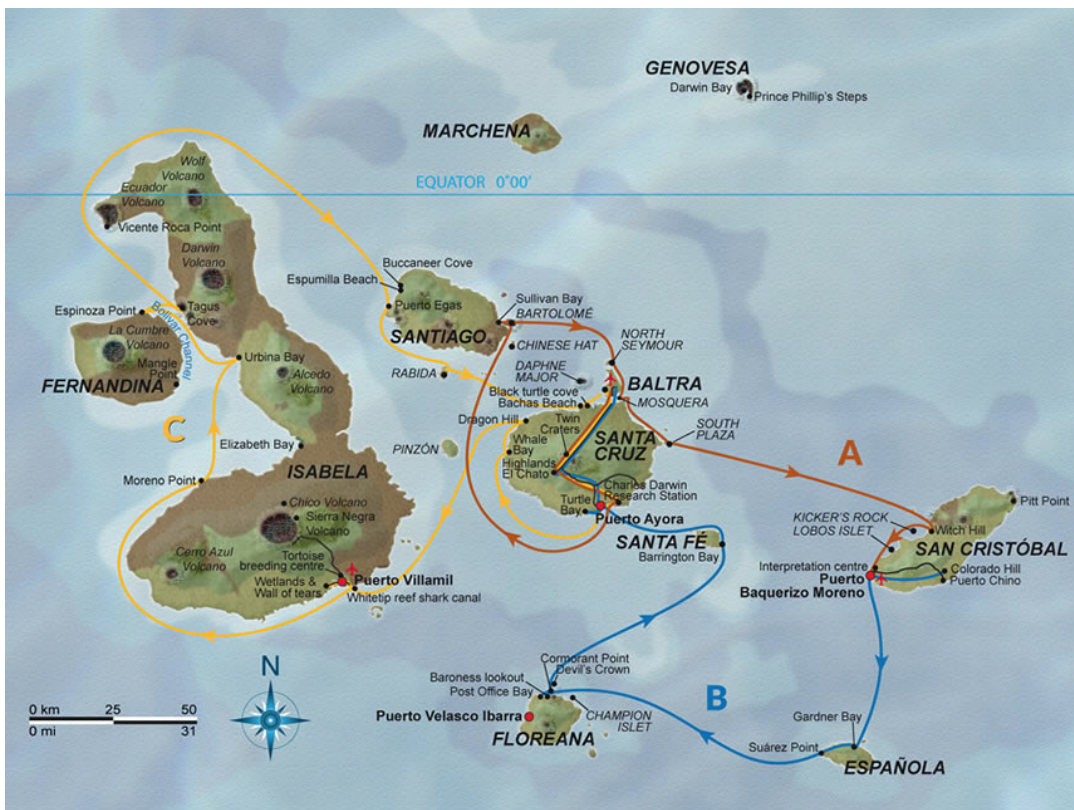 GENOVESA
Darwin Bay
Prince Phillip's Steps
MARCHENA
EQUATOR 0°00'
Wolf
Volcano
Ecuador
Volcano
Vicente Roca Point
Darwin
Volcano
Buccaneer Cove
Espumilla Beach
Puerto Egas
SANTIAGO
Sullivan Bay
BARTOLOMÉ
CHINESE HAT
Espinoza Point
Tagus
Cove
Bolivar Channel
La Cumbre
Volcano
Mangle
Point
FERNANDINA
Urbina Bay
Alcedo
Volcano
RABIDA
NORTH
SEYMOUR
DAPHNE
MAJOR
BALTRA
Black turtle cove
Bachas Beach
MOSQUERA
Dragon Hill
Twin
Craters
SOUTH
PLAZA
Whale
Bay
SANTA
CRUZ
PINZÓN
Highlands
El Chato
C
A
Elizabeth Bay
ISABELA
Moreno Point
Charles Darwin
Research Station
Turtle
Bay
Puerto Ayora
Chico Volcano
Sierra Negra
Volcano
Pitt Point
KICKER'S ROCK
LOBOS ISLET
Witch Hill
SANTA FÉ
Barrington Bay
SAN CRISTÓBAL
Cerro Azul
Volcano
Tortoise
breeding centre
Interpretation centre
Colorado Hill
Puerto Chino
Puerto
Baquerizo Moreno
Wetlands &
Wall of tears
Puerto Villamil
Whitetip reef shark canal
N
Cormorant Point
Devil's Crown
Baroness lookout
Post Office Bay
B
0 km 25 50
0 mi 31
Puerto Velasco Ibarra
CHAMPION
ISLET
FLOREANA
Gardner Bay
Suárez Point
ESPAÑOLA